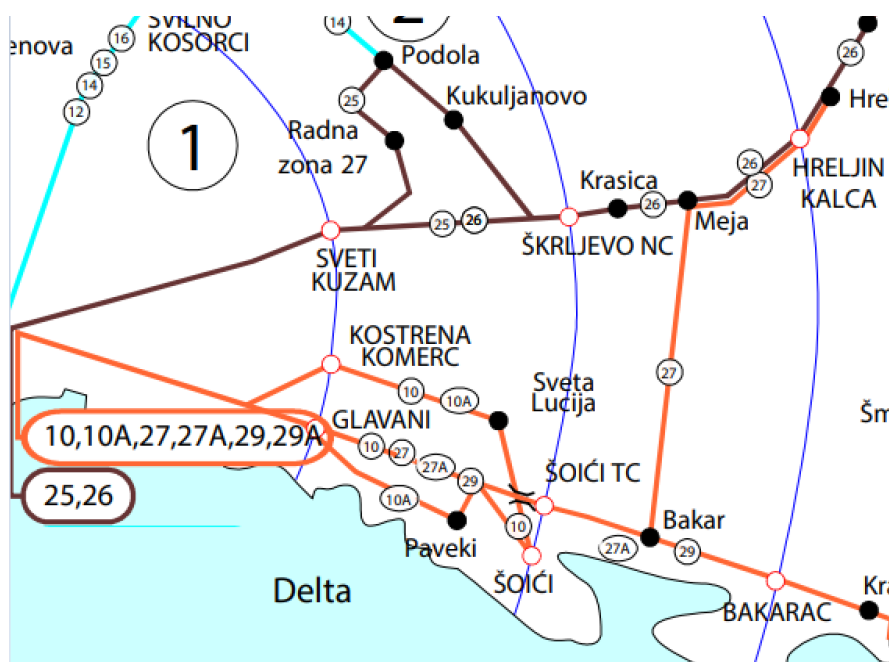 SVILNO
KOSORCI
enova
16
15
14
12
14
2
Podola
26
25
Kukuljanovo
Hre
1
Radna
zona 27
Krasica
26
27
HRELJIN
KALCA
26
Meja
25
26
ŠKRLJEVO NC
SVETI
KUZAM
KOSTRENA
KOMERC
27
Sveta
Lucija
10
10A
GLAVANI
Šm
10,10A,27,27A,29,29A
10
27
27A
29
ŠOIĆI TC
25,26
10A
10
Bakar
Paveki
27A
29
ŠOIĆI
Delta
BAKARAC
Kra